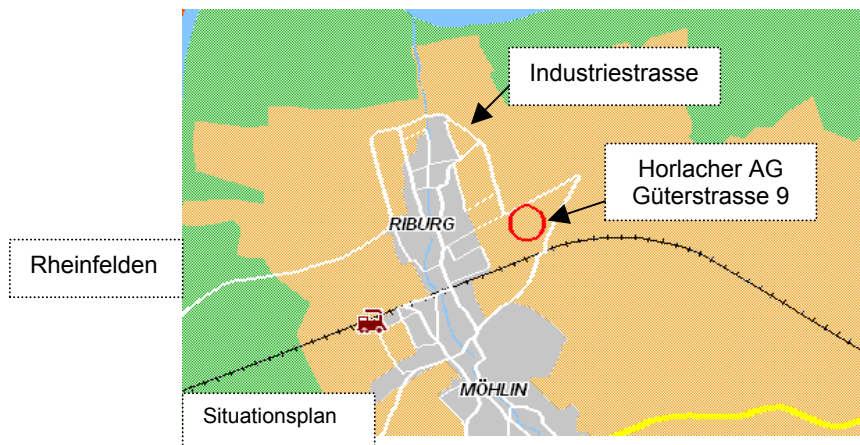 Industriestrasse
Horlacher AG
Güterstrasse 9
RIBURG
Rheinfelden
MÖHLIN
Situationsplan